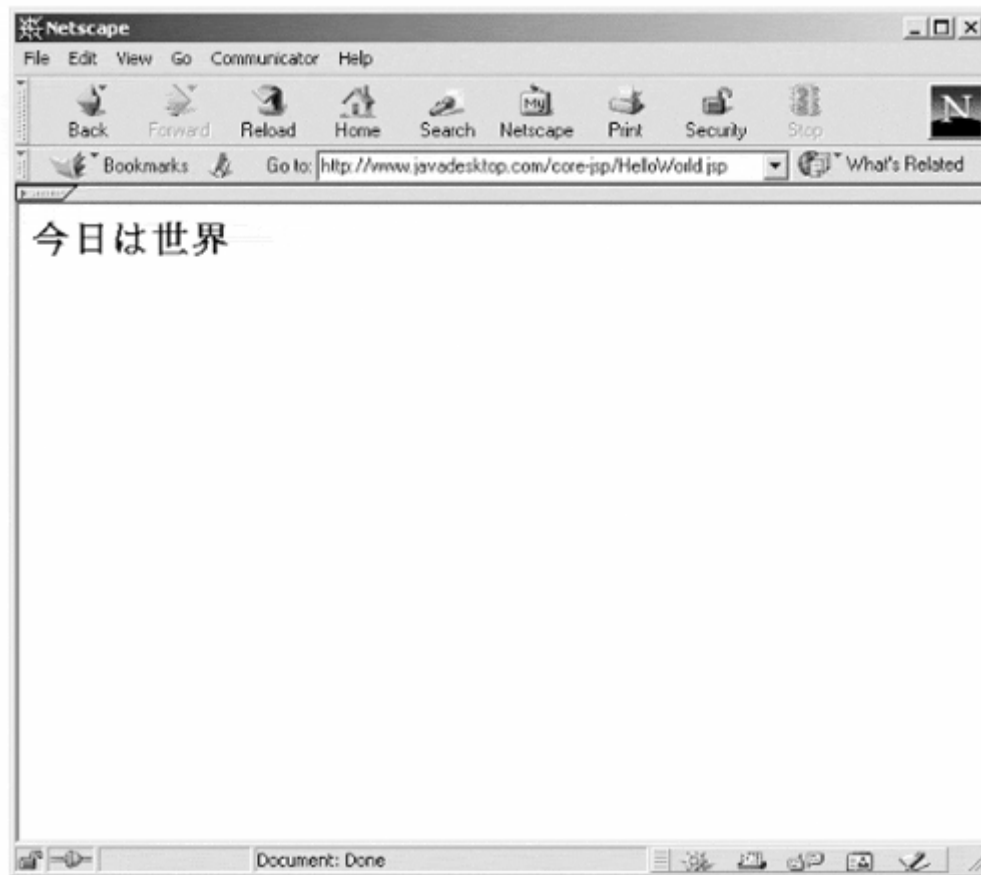 Netscape
File Edit View Go Communicator Help
Back Forward Reload Home Search Netscape Print Security Stop
My
N
Bookmarks Go to: http://www.javadesktop.com/core-jsp/HelloWorld.jsp What's Related
今日は世界
Document: Done